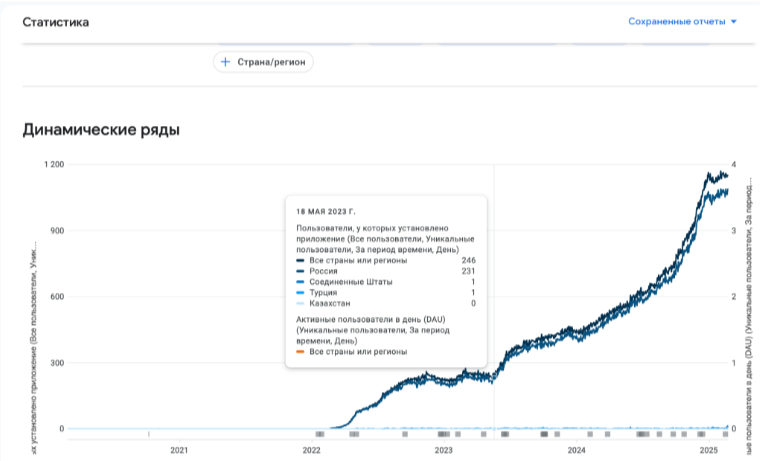 Статистика
Сохраненные отчеты
+ Страна/регион
Динамические ряды
1 200
900
600
300
0
4
3
2
1
0
18 МАЯ 2023 Г.
Пользователи, у которых установлено
приложение (Все пользователи, Уникальные
пользователи, За период времени, День)
Все страны или регионы 246
Россия 231
Соединенные Штаты 1
Турция 1
Казахстан 0
Активные пользователи в день (DAU)
(Уникальные пользователи, За период
времени, День)
Все страны или регионы
2021
2022
2023
2024
2025
ых установлено приложение (Все пользователи, Уник...
ые пользователи в день (DAU) (Уникальные пользователи, За период...